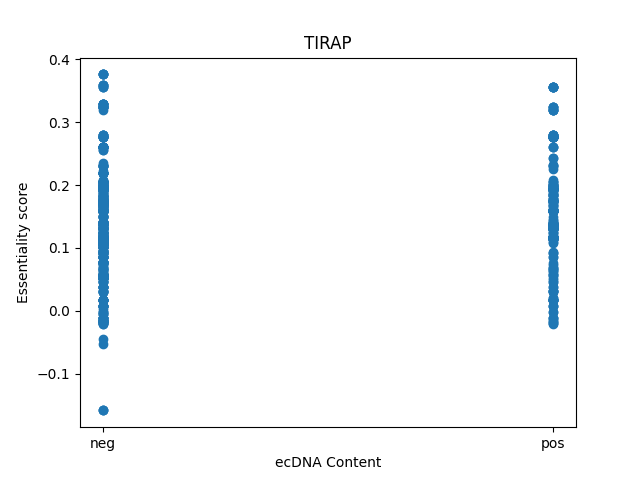 TIRAP
0.4
0.3
0.2
0.1
0.0
−0.1
Essentiality score
neg
pos
ecDNA Content